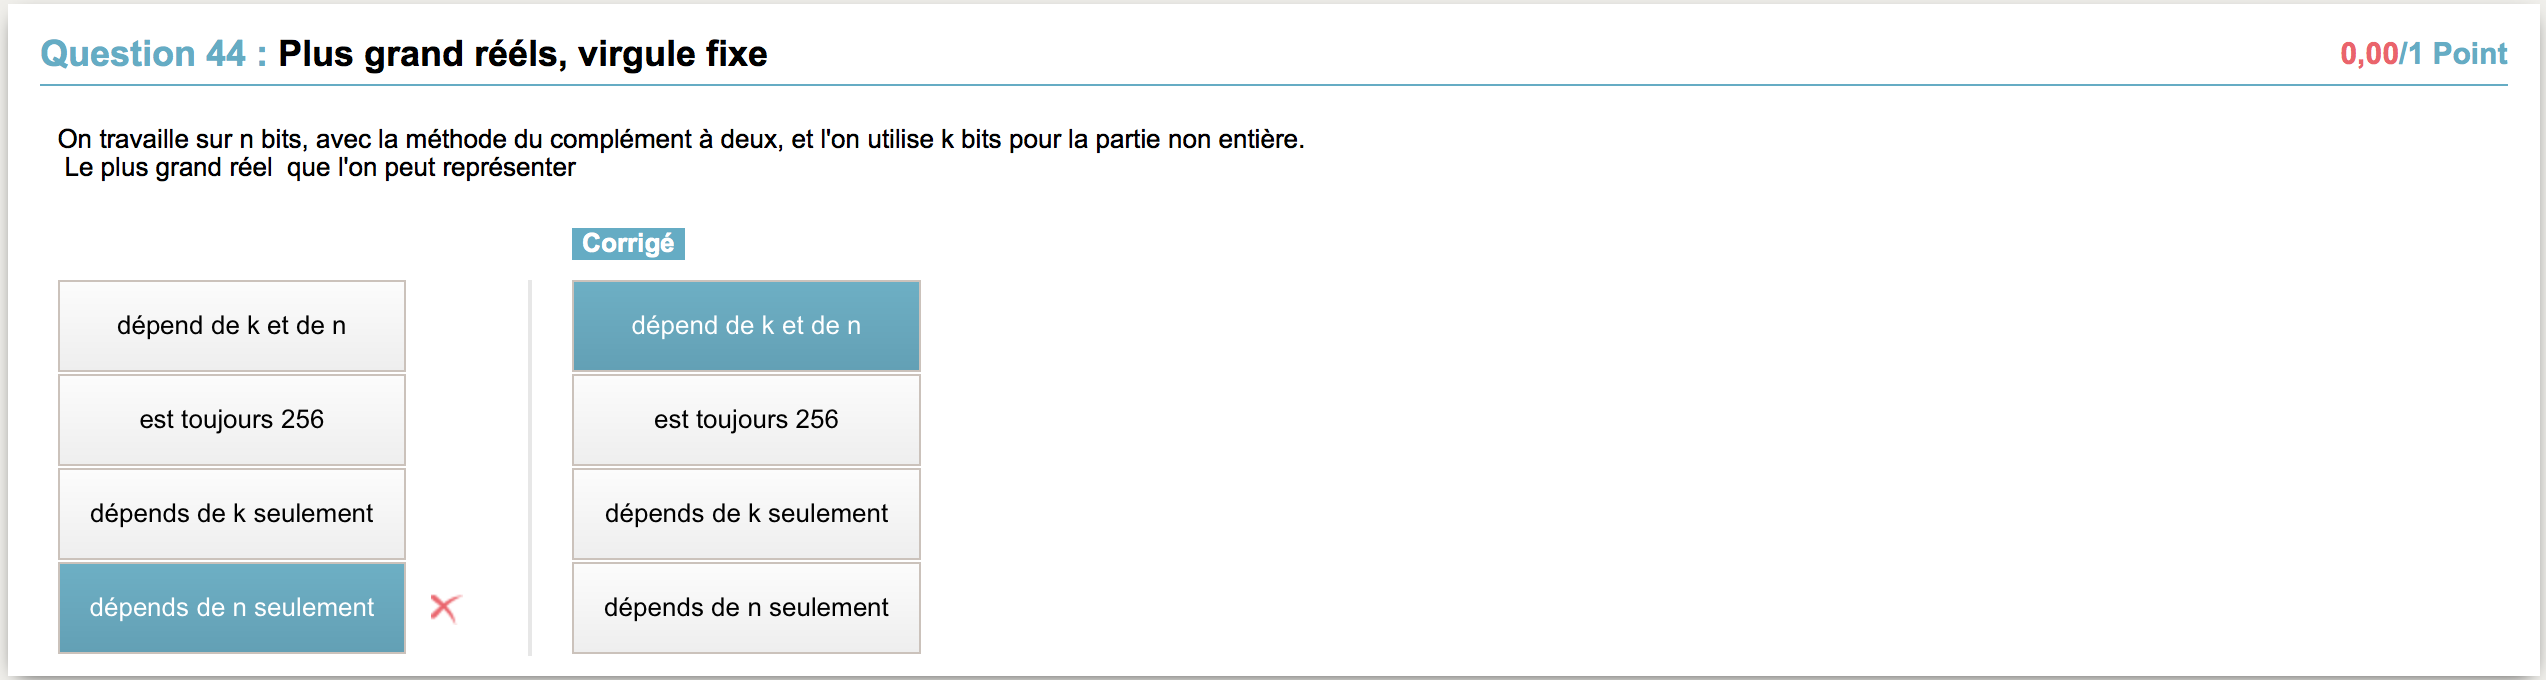 Question 44 : Plus grand rééls, virgule fixe
0,00/1 Point
On travaille sur n bits, avec la méthode du complément à deux, et l'on utilise k bits pour la partie non entière.
Le plus grand réel  que l'on peut représenter
dépend de k et de n
est toujours 256
dépends de k seulement
dépends de n seulement
Corrigé
dépend de k et de n
est toujours 256
dépends de k seulement
dépends de n seulement